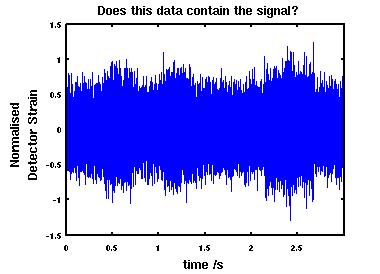 Does this data contain the signal?
1.5
1
0.5
0
-0.5
-1
-1.5
Normalised
Detector Strain
0 0.5 1 1.5 2 2.5
time /s